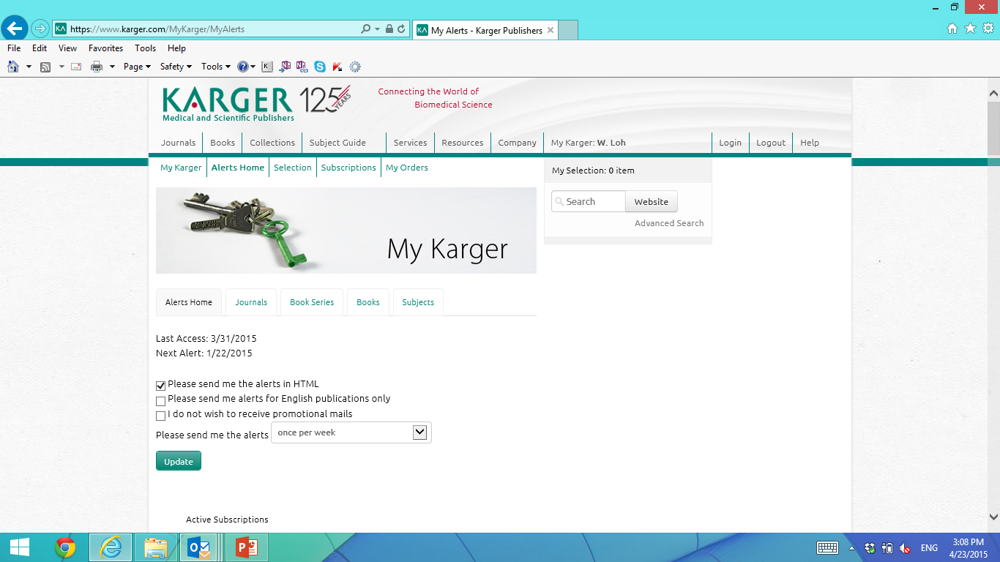 https://www.karger.com/MyKarger/MyAlerts
My Alerts - Karger Publishers
File Edit View Favorites Tools Help
Page Safety Tools
KARGER 125 YEARS
Medical and Scientific Publishers
Connecting the World of
Biomedical Science
Journals Books Collections Subject Guide Services Resources Company My Karger: W. Loh Login Logout Help
My Karger Alerts Home Selection Subscriptions My Orders
My Selection: 0 item
Search Website
Advanced Search
My Karger
Alerts Home Journals Book Series Books Subjects
Last Access: 3/31/2015
Next Alert: 1/22/2015
Please send me the alerts in HTML
Please send me alerts for English publications only
I do not wish to receive promotional mails
Please send me the alerts once per week
Update
Active Subscriptions
ENG
3:08 PM
4/23/2015